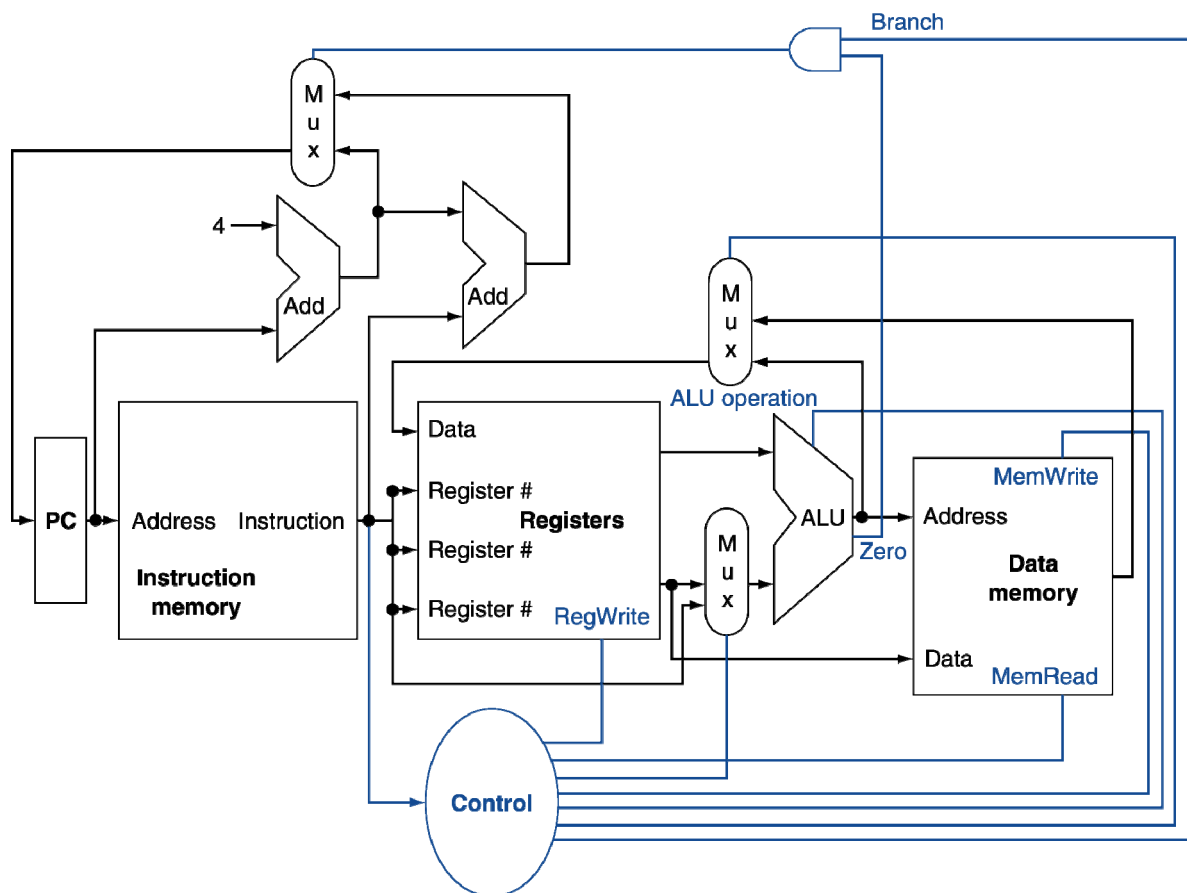 Branch
M
u
x
4
Add
Add
M
u
x
ALU operation
Data
Register #
Register #
Register #
Registers
RegWrite
PC
Address
Instruction
Instruction
memory
M
u
x
ALU
Zero
MemWrite
Address
Data
memory
Data
MemRead
Control